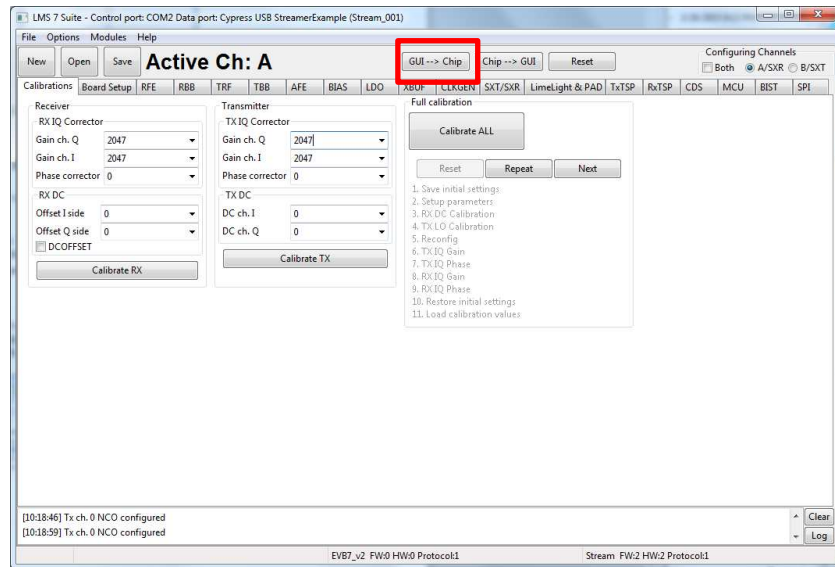 LMS 7 Suite - Control port: COM2 Data port: Cypress USB StreamerExample (Stream_001)
File Options Modules Help
New Open Save Active Ch: A GUI --> Chip Chip --> GUI Reset
Configuring Channels
Both A/SXR B/SXT
Calibrations Board Setup RFE RBB TRF TBB AFE BIAS LDO XBUF CLKGEN SXT/SXR LimeLight & PAD TxTSP RxTSP CDS MCU BIST SPI
Receiver
RX IQ Corrector
Gain ch. Q 2047
Gain ch. I 2047
Phase corrector 0
RX DC
Offset I side 0
Offset Q side 0
DCOFFSET
Calibrate RX
Transmitter
TX IQ Corrector
Gain ch. Q 2047
Gain ch. I 2047
Phase corrector 0
TX DC
DC ch. I 0
DC ch. Q 0
Calibrate TX
Full calibration
Calibrate ALL
Reset Repeat Next
1. Save initial settings
2. Setup parameters
3. RX DC Calibration
4. TX LO Calibration
5. Reconfig
6. TX IQ Gain
7. TX IQ Phase
8. RX IQ Gain
9. RX IQ Phase
10. Restore initial settings
11. Load calibration values
[10:18:46] Tx ch. 0 NCO configured
[10:18:59] Tx ch. 0 NCO configured
Clear
Log
EVB7_v2 FW:0 HW:0 Protocol:1 Stream FW:2 HW:2 Protocol:1